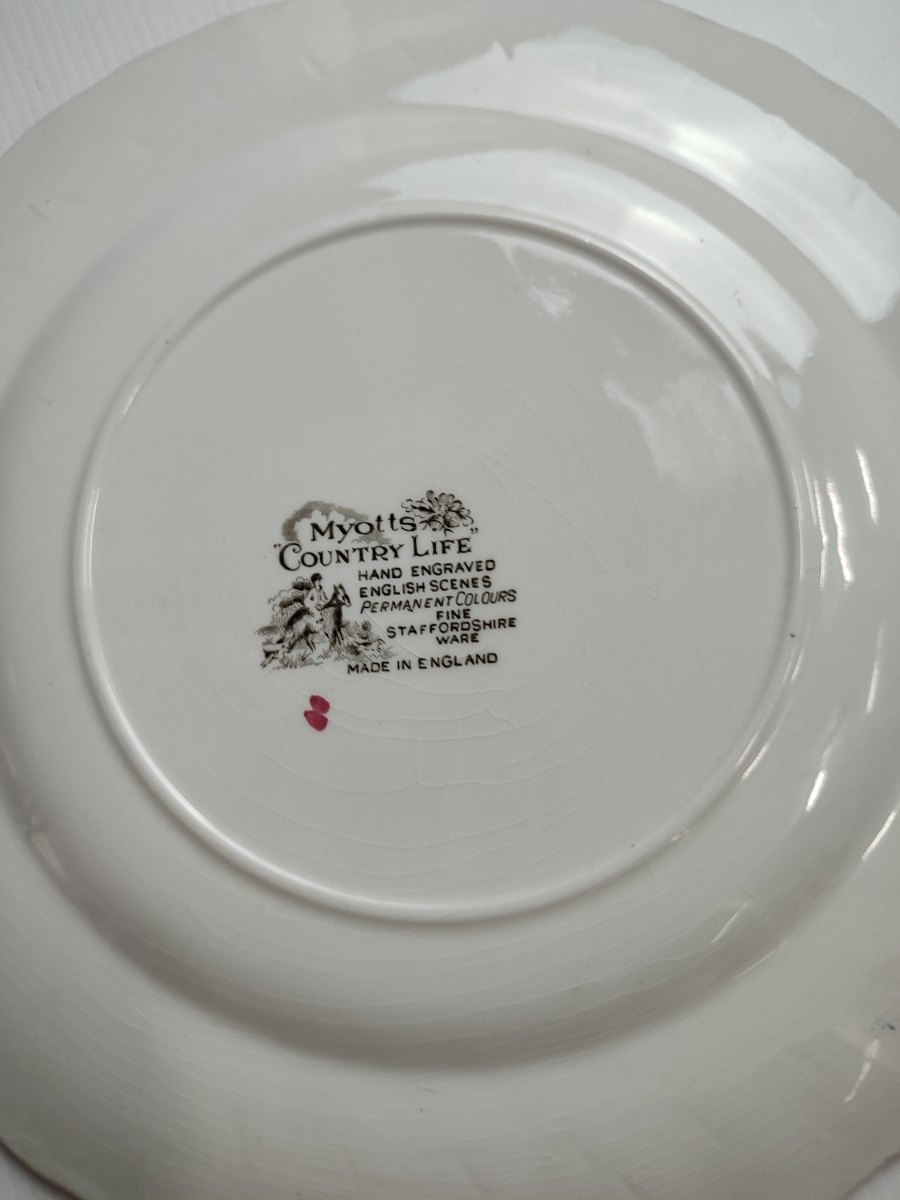 Myotts
"COUNTRY LIFE"
HAND ENGRAVED
ENGLISH SCENES
PERMANENT COLOURS
FINE
STAFFORDSHIRE
WARE
MADE IN ENGLAND